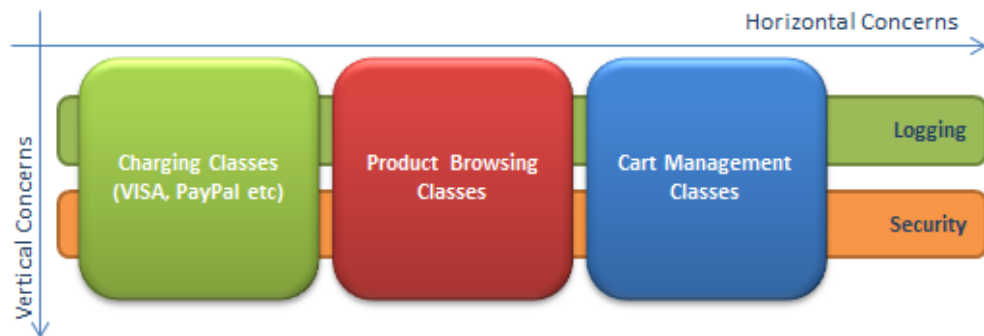 Horizontal Concerns
Vertical Concerns
Charging Classes
(VISA, PayPal etc)
Product Browsing
Classes
Cart Management
Classes
Logging
Security